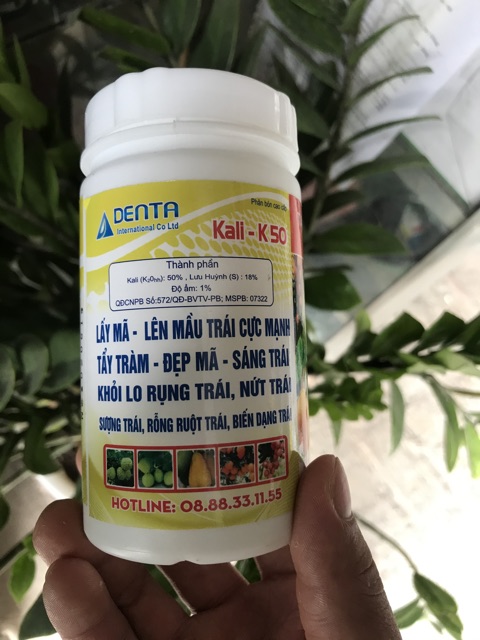 DENTA
International Co Ltd
Phân bón cao cấp
Kali - K50
Thành phần
Kali (K₂Ohh): 50% , Lưu Huỳnh (S) : 18%
Độ ẩm: 1%
QĐCNPB Số:572/QĐ-BVTV-PB; MSPB: 07322
LẤY MÃ - LÊN MẦU TRÁI CỰC MẠNH
TẨY TRÀM - ĐẸP MÃ - SÁNG TRÁI
KHỎI LO RỤNG TRÁI, NỨT TRÁI
SƯỢNG TRÁI, RỖNG RUỘT TRÁI, BIẾN DẠNG TRÁI
HOTLINE: 08.88.33.11.55